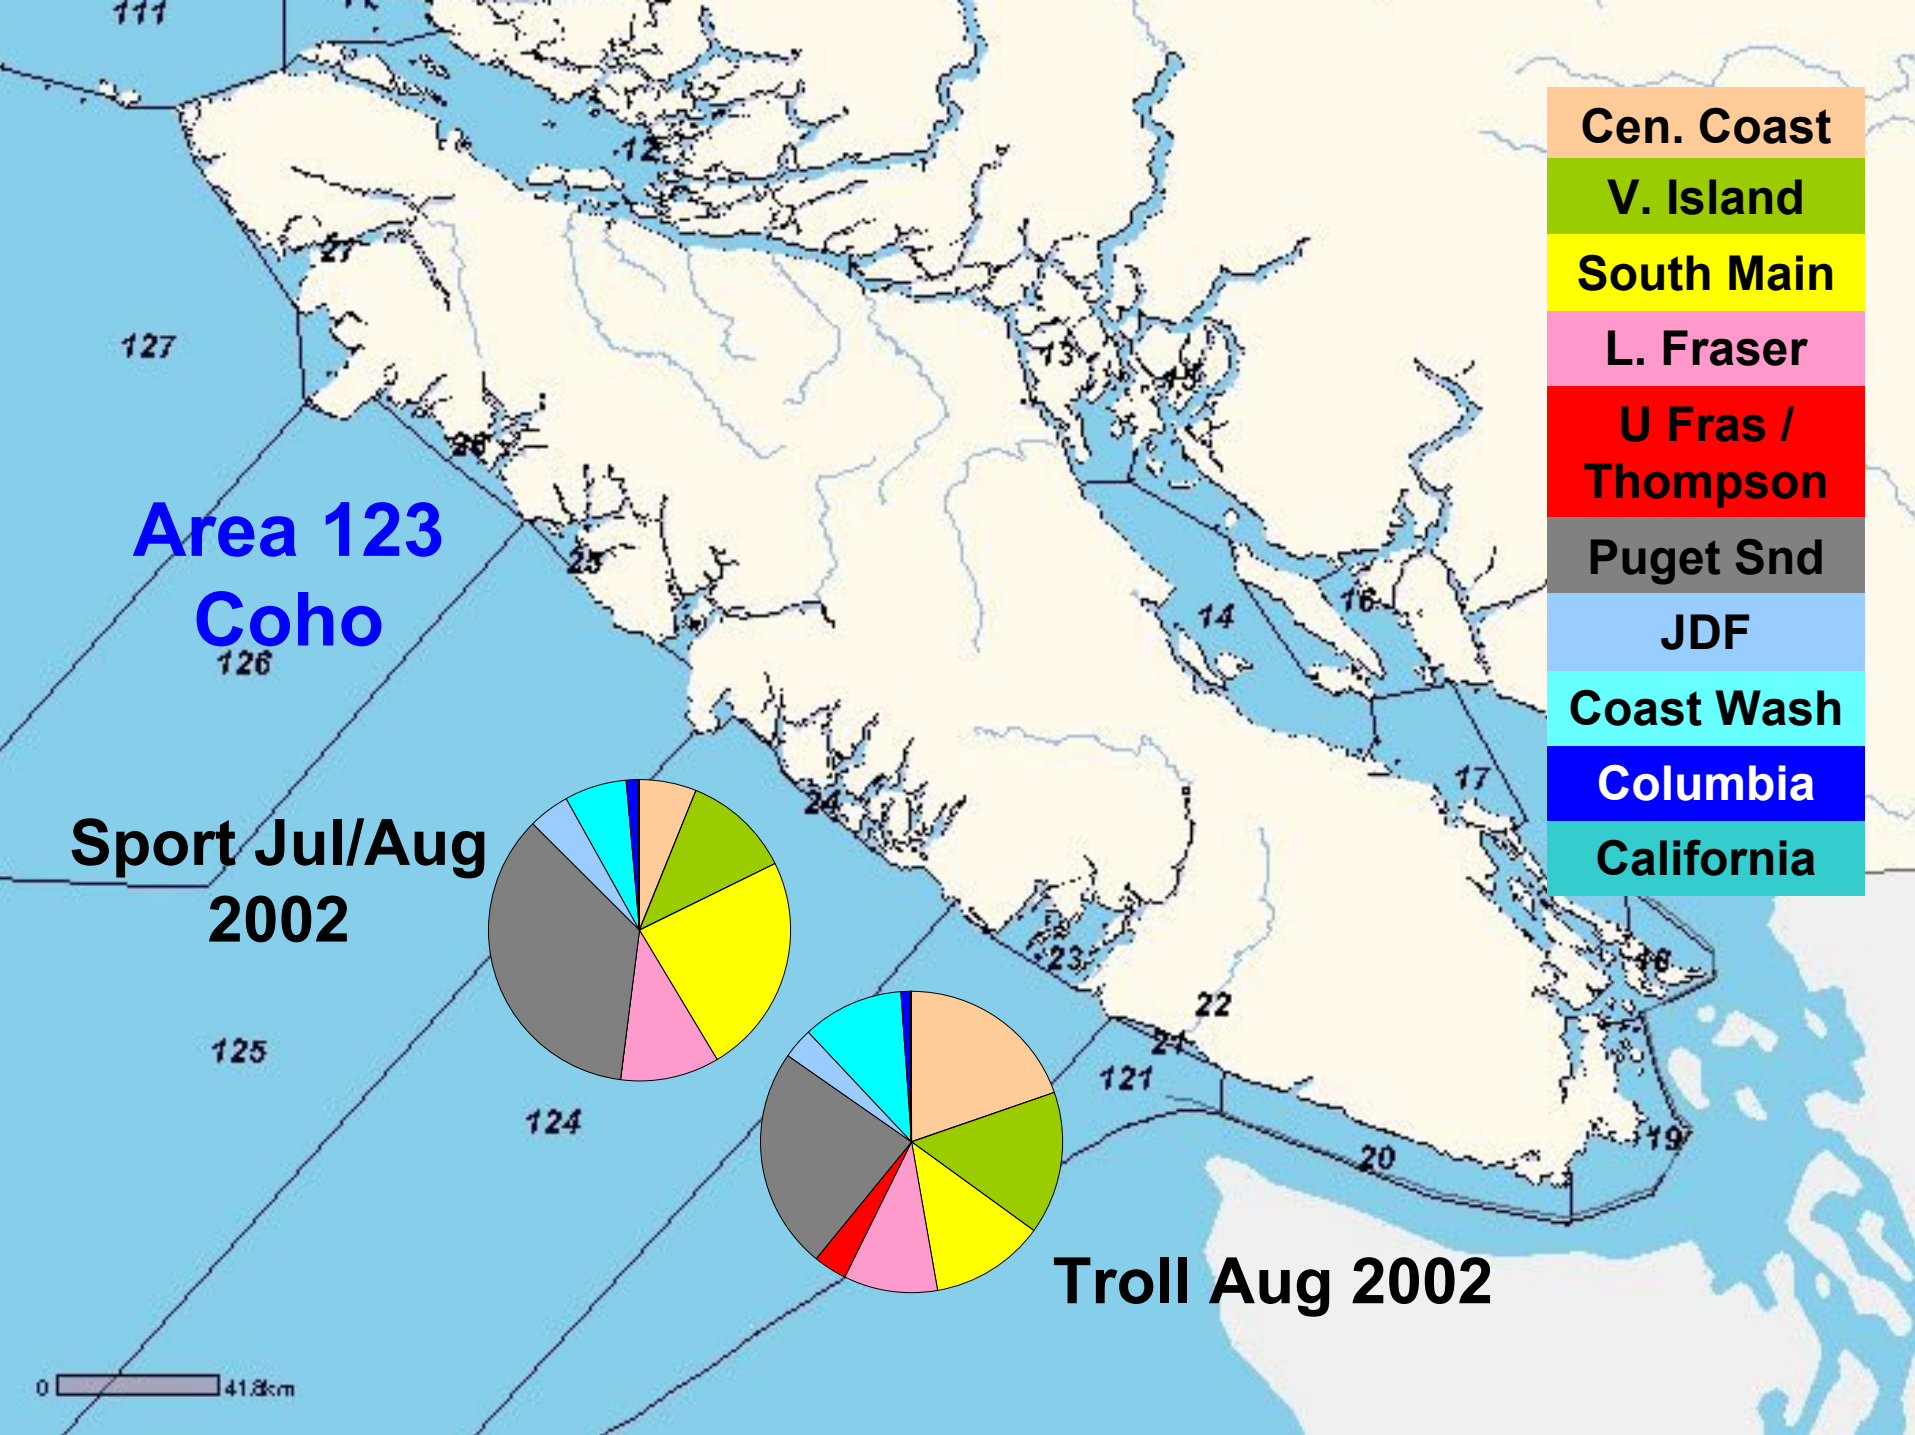 111
12
Cen. Coast
V. Island
South Main
L. Fraser
U Fras /
Thompson
Puget Snd
JDF
Coast Wash
Columbia
California
27
127
13
15
26
Area 123
Coho
25
126
14
16
17
24
Sport Jul/Aug
2002
23
18
22
21
125
121
124
19
20
Troll Aug 2002
0
41.8km